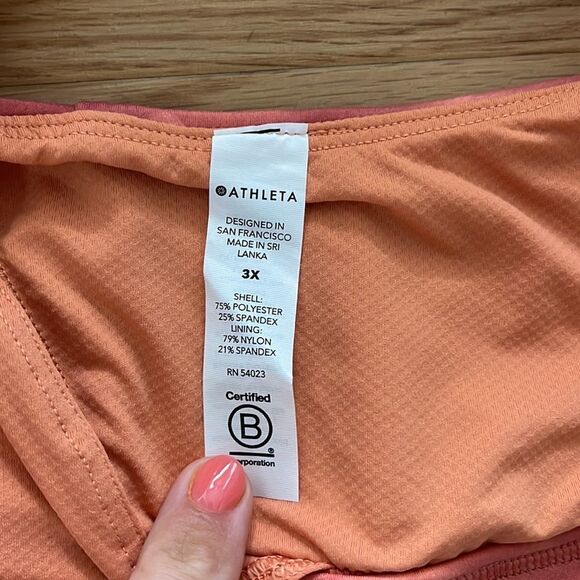 ATHLETA
DESIGNED IN
SAN FRANCISCO
MADE IN SRI
LANKA
3X
SHELL:
75% POLYESTER
25% SPANDEX
LINING:
79% NYLON
21% SPANDEX
RN 54023
Certified
B
®
orporation